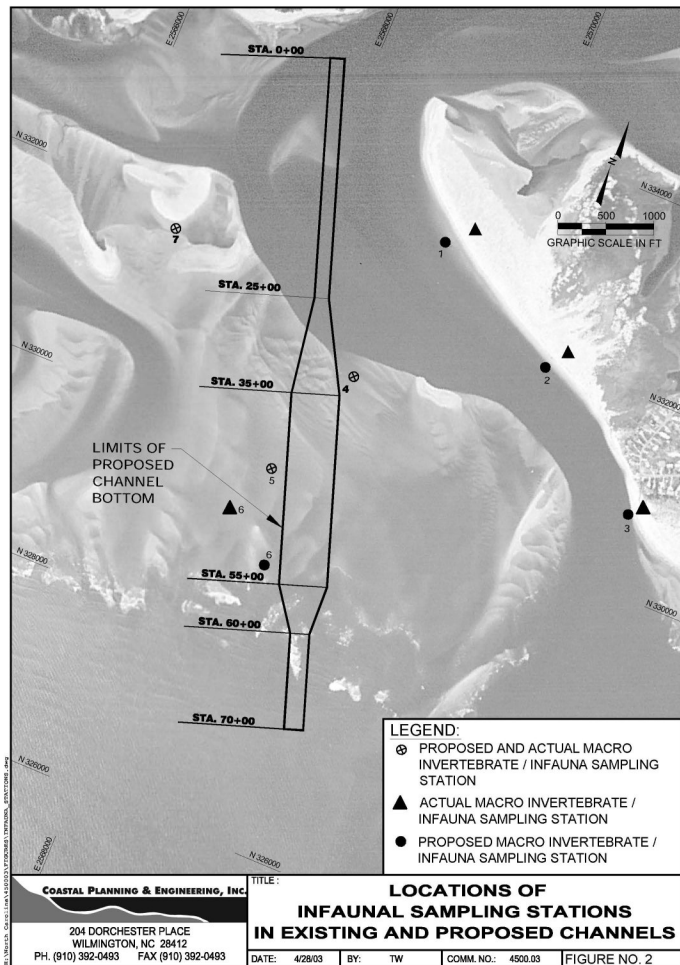 E 2566000
E 2568000
E 2570000
STA. 0+00
N 332000
N
N 334000
0 500 1000
GRAPHIC SCALE IN FT
7
1
STA. 25+00
N 330000
2
STA. 35+00
4
N 332000
LIMITS OF
PROPOSED
CHANNEL
BOTTOM
5
6
3
N 328000
6
STA. 55+00
N 330000
STA. 60+00
STA. 70+00
N 326000
E 2568000
N 326000
LEGEND:
PROPOSED AND ACTUAL MACRO
INVERTEBRATE / INFAUNA SAMPLING
STATION
ACTUAL MACRO INVERTEBRATE /
INFAUNA SAMPLING STATION
PROPOSED MACRO INVERTEBRATE /
INFAUNA SAMPLING STATION
COASTAL PLANNING & ENGINEERING, INC.
204 DORCHESTER PLACE
WILMINGTON, NC 28412
PH. (910) 392-0493 FAX (910) 392-0493
TITLE :
LOCATIONS OF
INFAUNAL SAMPLING STATIONS
IN EXISTING AND PROPOSED CHANNELS
DATE: 4/28/03 BY: TW COMM. NO.: 4500.03 FIGURE NO. 2